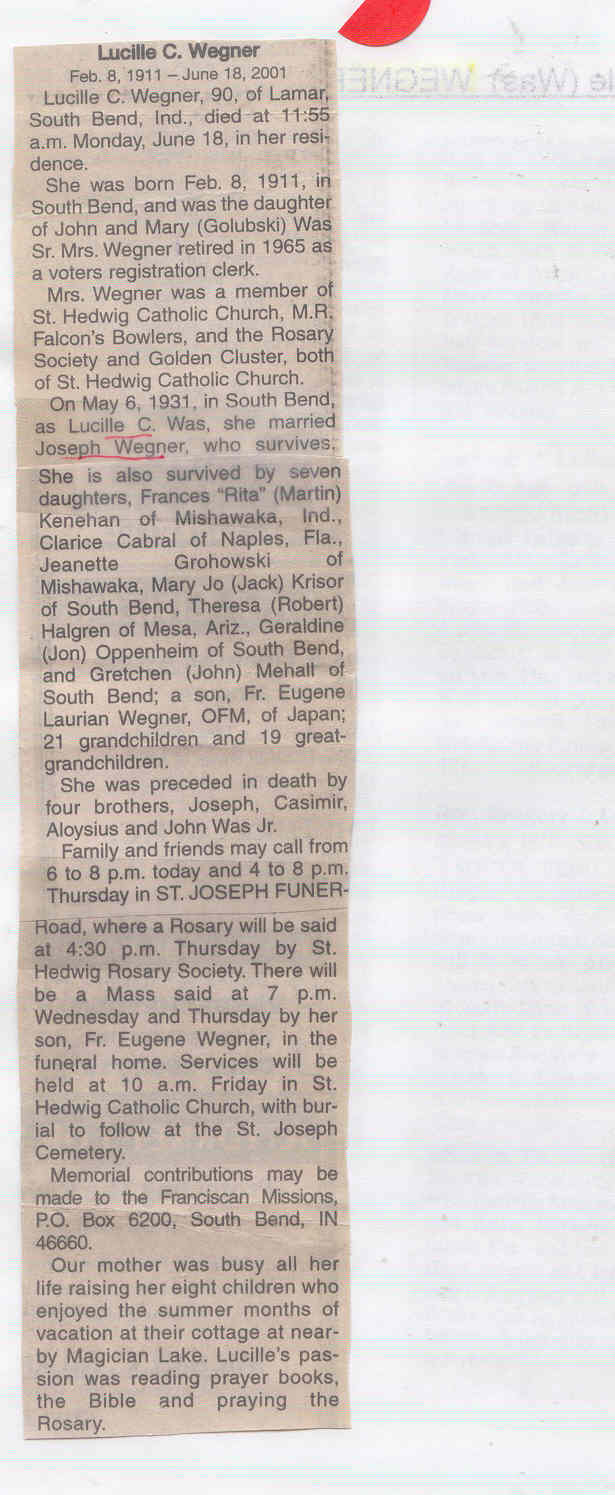 Lucille C. Wegner
Feb. 8, 1911 – June 18, 2001
Lucille C. Wegner, 90, of Lamar,
South Bend, Ind., died at 11:55
a.m. Monday, June 18, in her resi-
dence.
She was born Feb. 8, 1911, in
South Bend, and was the daughter
of John and Mary (Golubski) Was
Sr. Mrs. Wegner retired in 1965 as
a voters registration clerk.
Mrs. Wegner was a member of
St. Hedwig Catholic Church, M.R.
Falcon's Bowlers, and the Rosary
Society and Golden Cluster, both
of St. Hedwig Catholic Church.
On May 6, 1931, in South Bend,
as Lucille C. Was, she married
Joseph Wegner, who survives.
She is also survived by seven
daughters, Frances "Rita" (Martin)
Kenehan of Mishawaka, Ind.,
Clarice Cabral of Naples, Fla.,
Jeanette Grohowski of
Mishawaka, Mary Jo (Jack) Krisor
of South Bend, Theresa (Robert)
Halgren of Mesa, Ariz., Geraldine
(Jon) Oppenheim of South Bend,
and Gretchen (John) Mehall of
South Bend; a son, Fr. Eugene
Laurian Wegner, OFM, of Japan;
21 grandchildren and 19 great-
grandchildren.
She was preceded in death by
four brothers, Joseph, Casimir,
Aloysius and John Was Jr.
Family and friends may call from
6 to 8 p.m. today and 4 to 8 p.m.
Thursday in ST. JOSEPH FUNER-
Road, where a Rosary will be said
at 4:30 p.m. Thursday by St.
Hedwig Rosary Society. There will
be a Mass said at 7 p.m.
Wednesday and Thursday by her
son, Fr. Eugene Wegner, in the
funeral home. Services will be
held at 10 a.m. Friday in St.
Hedwig Catholic Church, with bur-
ial to follow at the St. Joseph
Cemetery.
Memorial contributions may be
made to the Franciscan Missions,
P.O. Box 6200, South Bend, IN
46660.
Our mother was busy all her
life raising her eight children who
enjoyed the summer months of
vacation at their cottage at near-
by Magician Lake. Lucille's pas-
sion was reading prayer books,
the Bible and praying the
Rosary.